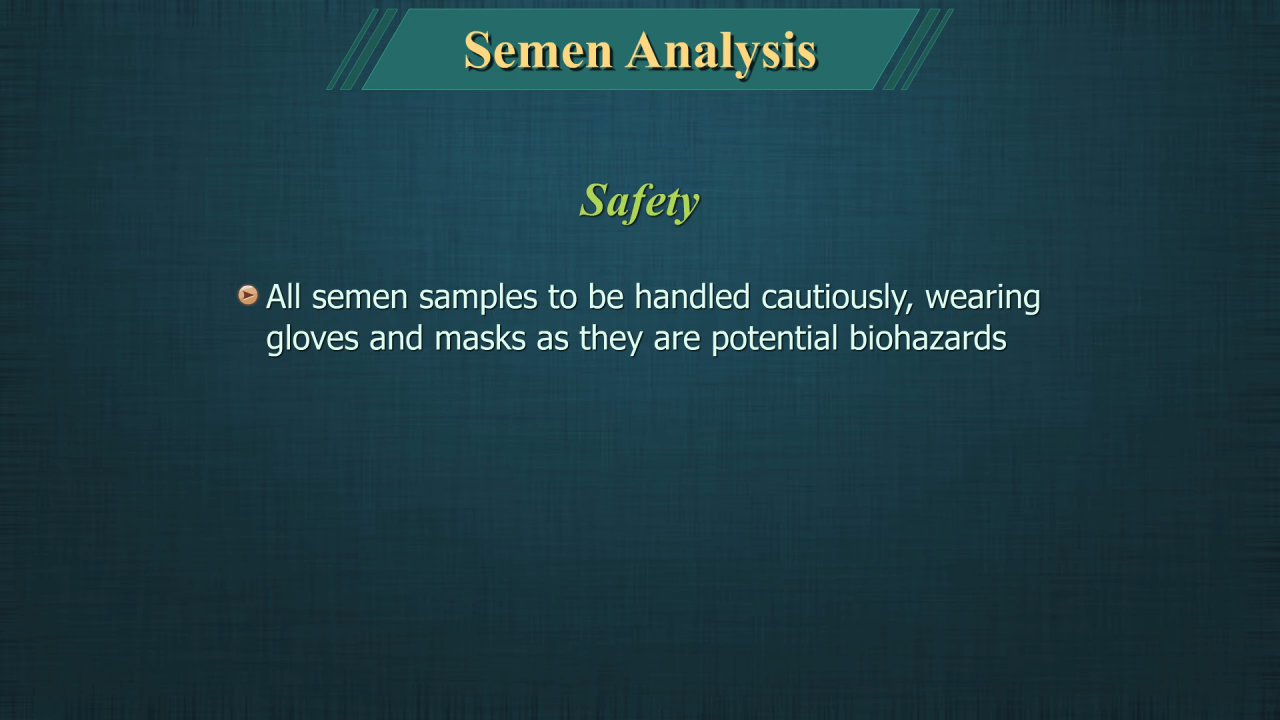 Semen Analysis
Safety
All semen samples to be handled cautiously, wearing
gloves and masks as they are potential biohazards